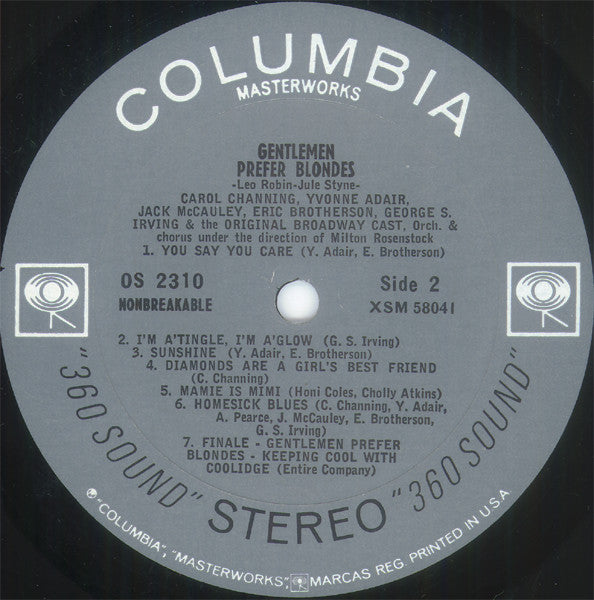 COLUMBIA
MASTERWORKS
GENTLEMEN
PREFER BLONDES
-Leo Robin-Jule Styne-
CAROL CHANNING, YVONNE ADAIR,
JACK McCAULEY, ERIC BROTHERSON, GEORGE S.
IRVING & the ORIGINAL BROADWAY CAST, Orch. &
chorus under the direction of Milton Rosenstock
1. YOU SAY YOU CARE (Y. Adair, E. Brotherson)
OS 2310
NONBREAKABLE
Side 2
XSM 58041
2. I'M A'TINGLE, I'M A'GLOW (G. S. Irving)
3. SUNSHINE (Y. Adair, E. Brotherson)
4. DIAMONDS ARE A GIRL'S BEST FRIEND
(C. Channing)
5. MAMIE IS MIMI (Honi Coles, Cholly Atkins)
6. HOMESICK BLUES (C. Channing, Y. Adair,
A. Pearce, J. McCauley, E. Brotherson,
G. S. Irving)
7. FINALE - GENTLEMEN PREFER
BLONDES - KEEPING COOL WITH
COOLIDGE (Entire Company)
"360 SOUND" STEREO "360 SOUND"
℗ "COLUMBIA", "MASTERWORKS", MARCAS REG. PRINTED IN U.S.A.